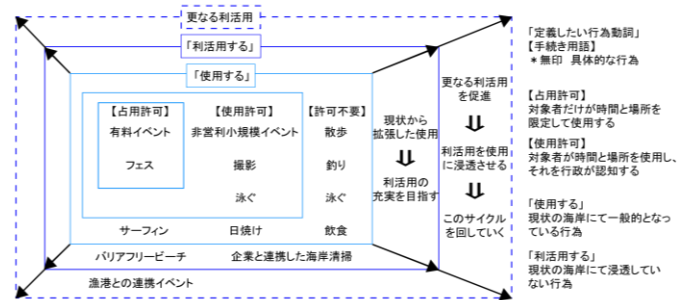 更なる利活用
「利活用する」
「使用する」
【占用許可】
有料イベント
フェス
【使用許可】
非営利小規模イベント
撮影
泳ぐ
【許可不要】
散歩
釣り
泳ぐ
サーフィン
日焼け
飲食
バリアフリービーチ
企業と連携した海岸清掃
漁港との連携イベント
現状から
拡張した使用
⇓
利活用の
充実を目指す
更なる利活用
を促進
⇓
利活用を使用
に浸透させる
⇓
このサイクル
を回していく
「定義したい行為動詞」
【手続き用語】
＊無印 具体的な行為
【占用許可】
対象者だけが時間と場所を
限定して使用する
【使用許可】
対象者が時間と場所を使用し、
それを行政が認知する
「使用する」
現状の海岸にて一般的となっ
ている行為
「利活用する」
現状の海岸にて浸透してい
ない行為